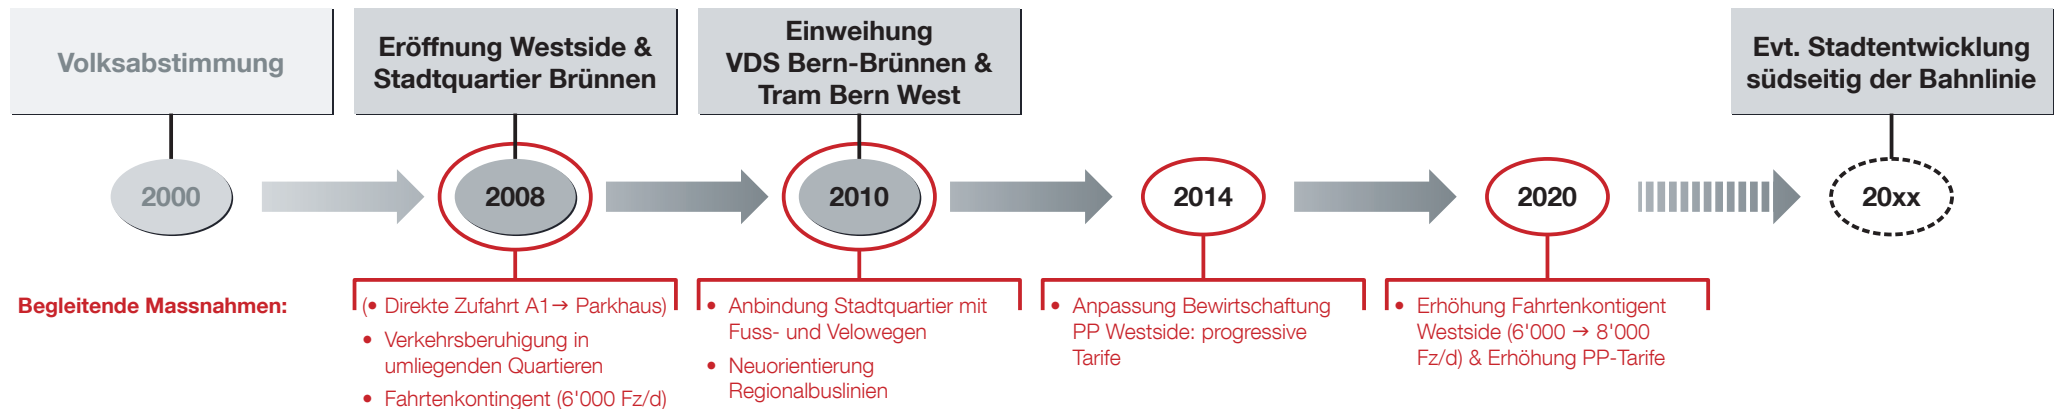 Volksabstimmung
Eröffnung Westside &
Stadtquartier Brünnen
Einweihung
VDS Bern-Brünnen &
Tram Bern West
Evt. Stadtentwicklung
südseitig der Bahnlinie
2000
2008
2010
2014
2020
20xx
Begleitende Massnahmen:
(• Direkte Zufahrt A1→ Parkhaus)
• Verkehrsberuhigung in
umliegenden Quartieren
• Fahrtenkontingent (6'000 Fz/d)
• Anbindung Stadtquartier mit
Fuss- und Velowegen
• Neuorientierung
Regionalbuslinien
• Anpassung Bewirtschaftung
PP Westside: progressive
Tarife
• Erhöhung Fahrtenkontigent
Westside (6'000 → 8'000
Fz/d) & Erhöhung PP-Tarife